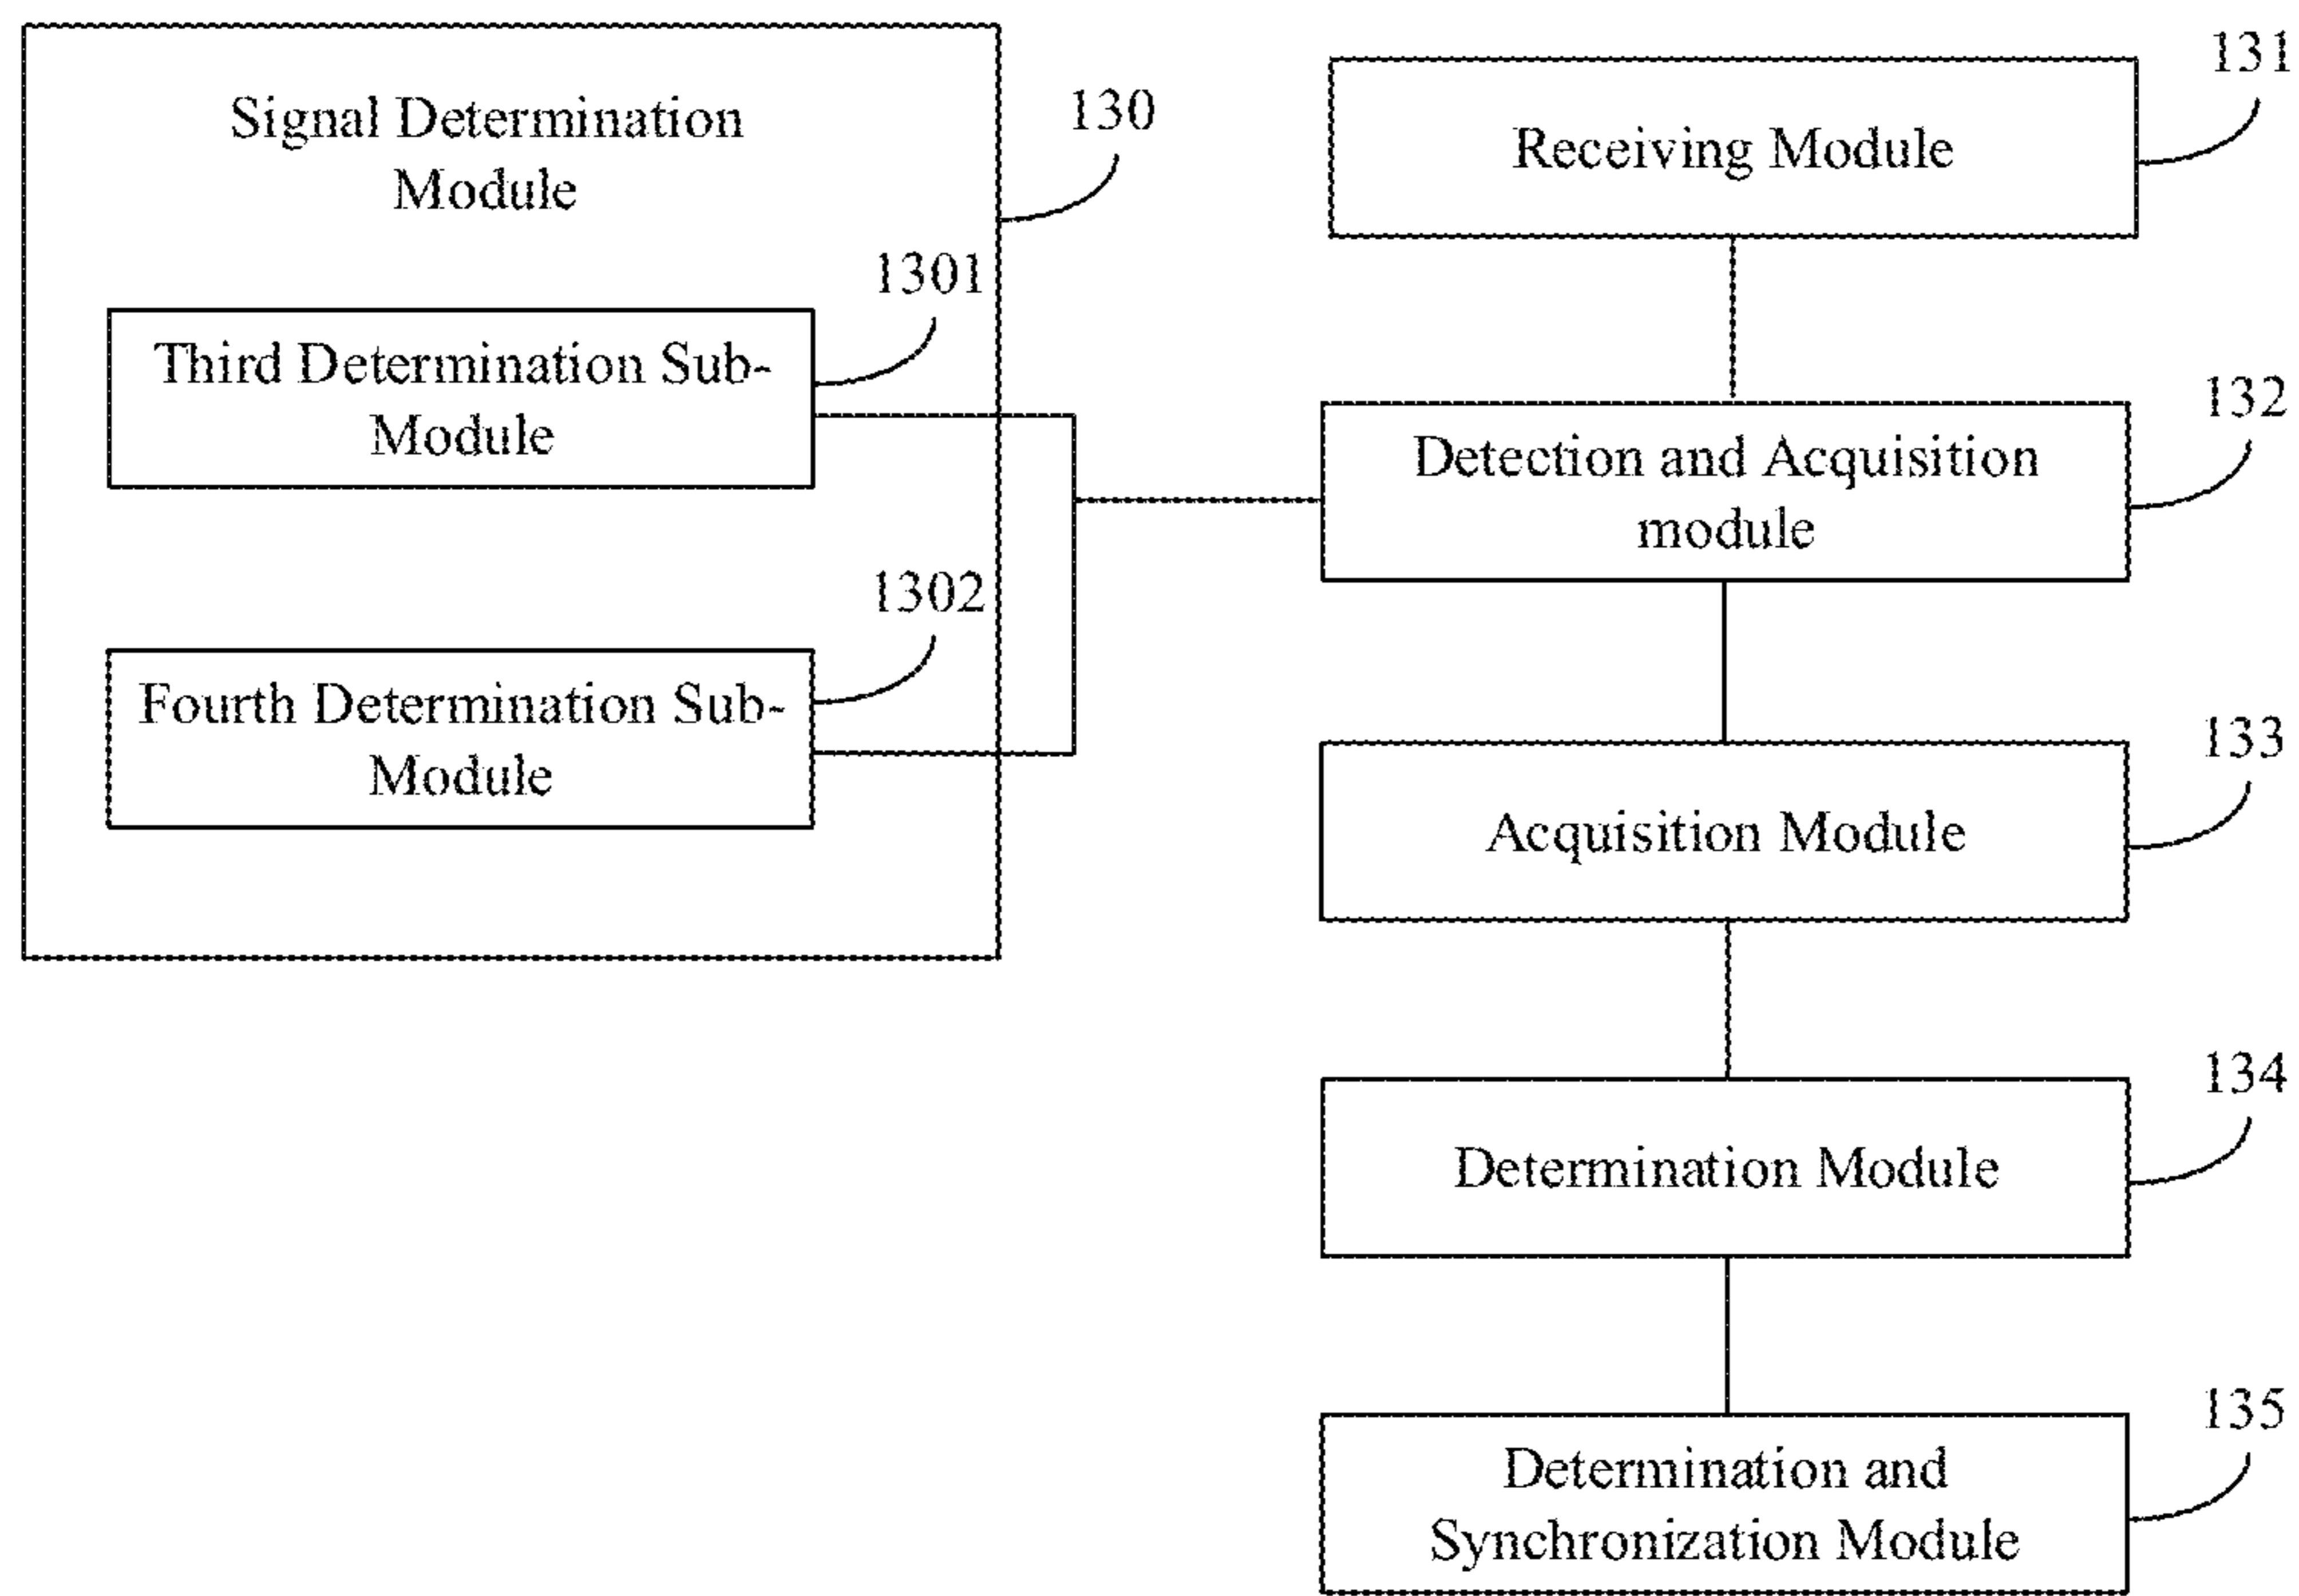 Signal Determination
Module
130
1301
Third Determination Sub-
Module
1302
Fourth Determination Sub-
Module
131
Receiving Module
132
Detection and Acquisition
module
133
Acquisition Module
134
Determination Module
135
Determination and
Synchronization Module